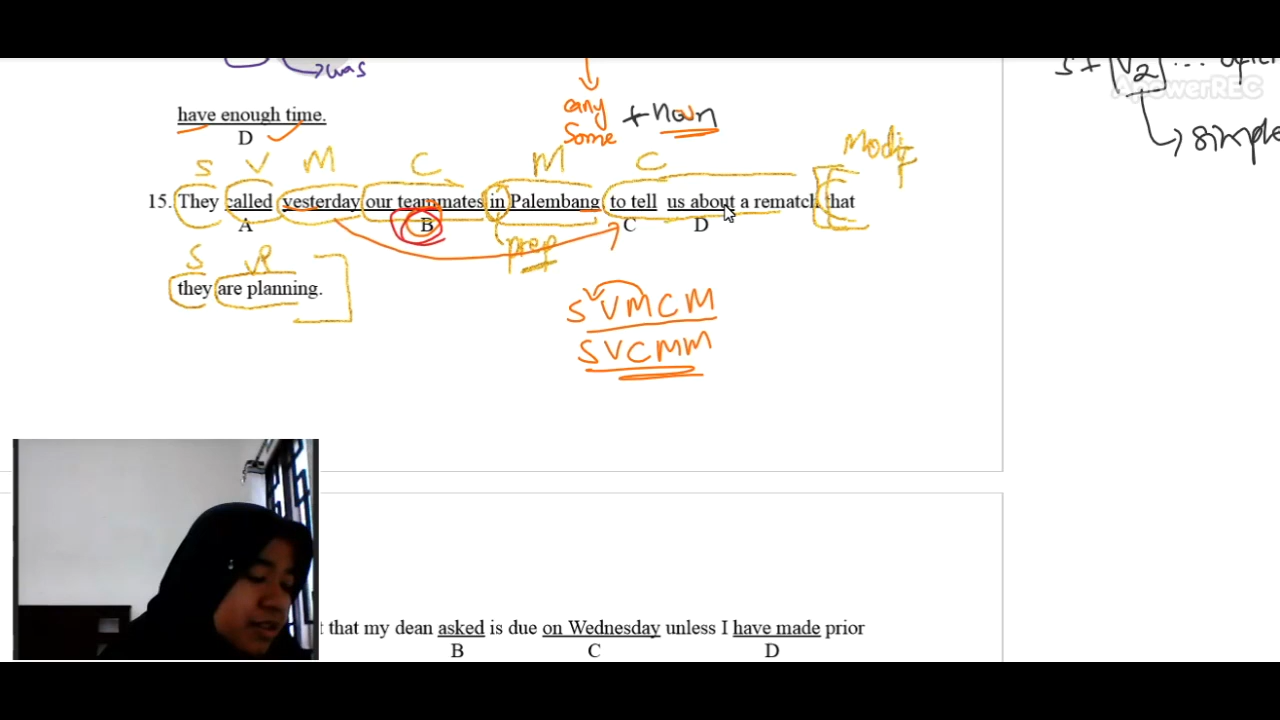 was
S + V2 ...
ApowerREC
any
Some
+ noun
simple
have enough time.
D
S V M C M C Modif
15. They called yesterday our teammates in Palembang to tell us about a rematch that
A B C D
prep
S VP
they are planning.
S V M C M
S V C M M
that my dean asked is due on Wednesday unless I have made prior
B C D